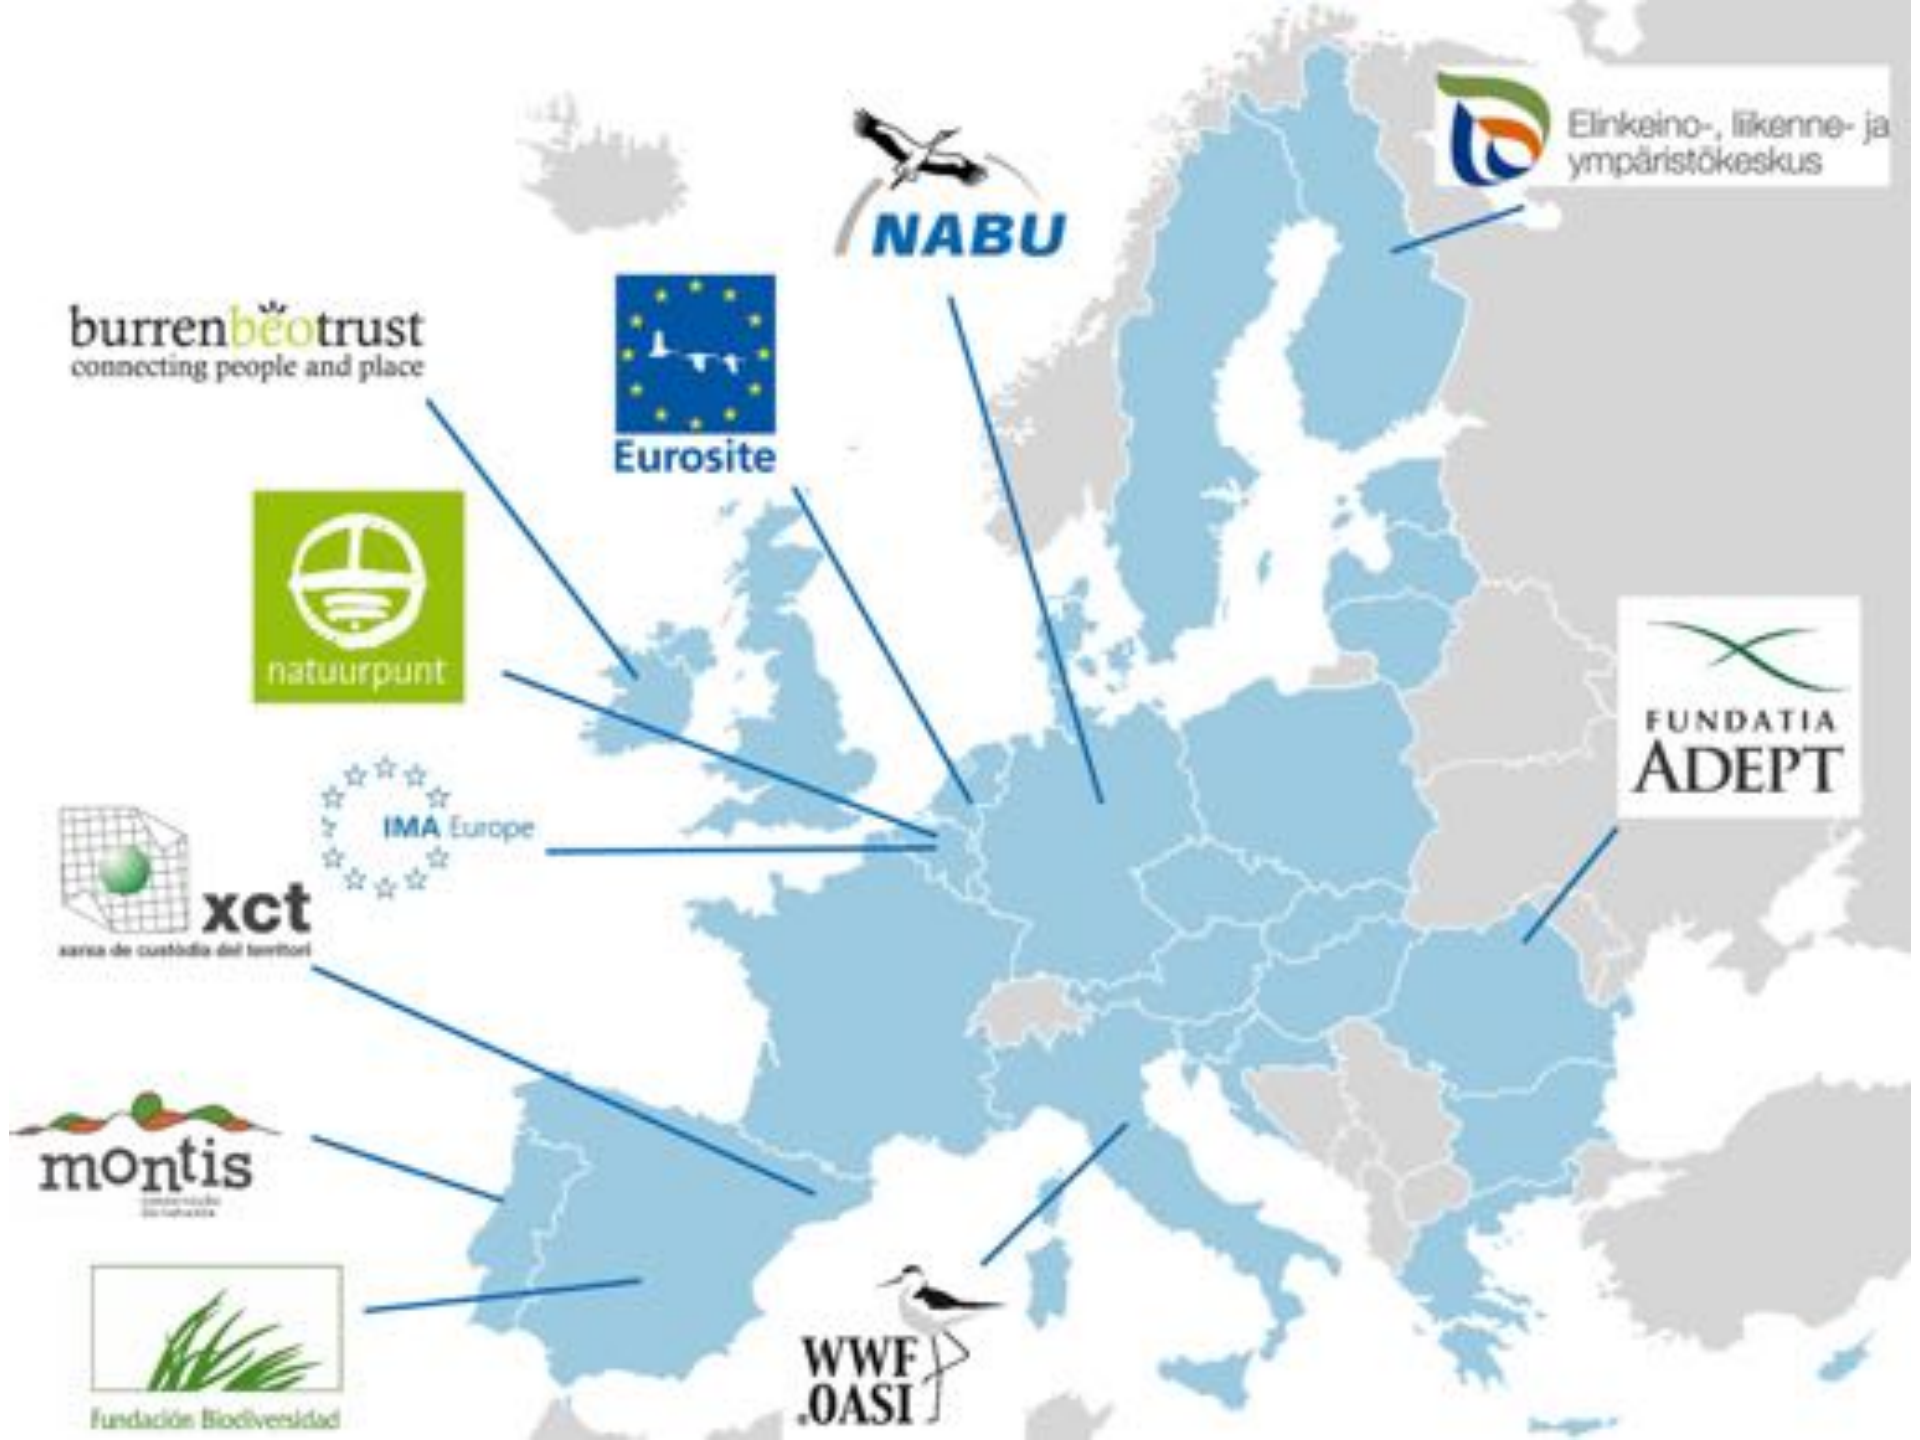 Elinkeino-, liikenne- ja
ympäristökeskus
NABU
burrenbeotrust
connecting people and place
Eurosite
natuurpunt
FUNDATIA
ADEPT
IMA Europe
xct
xarxa de custòdia del territori
montis
Fundación Biodiversidad
WWF
OASI